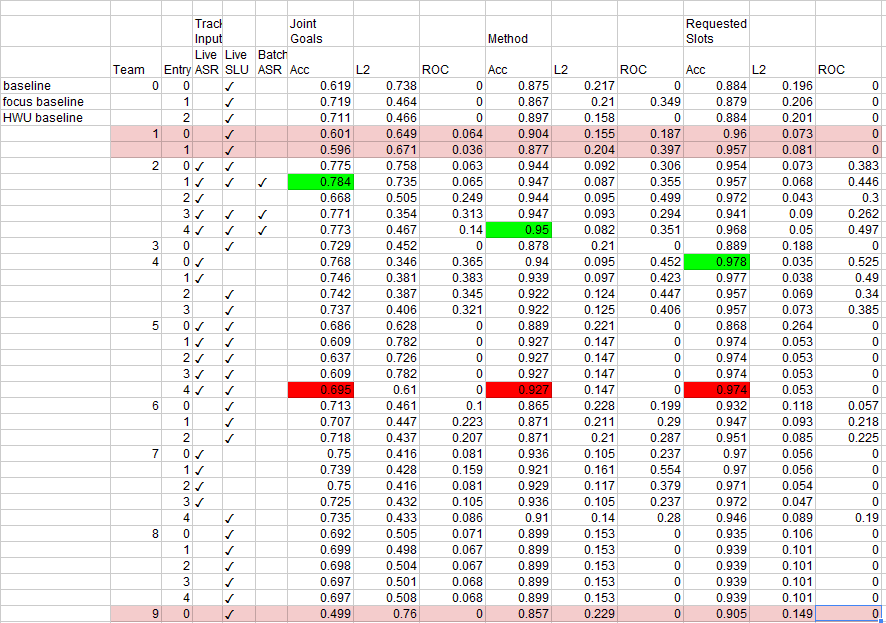 Track Joint Requested
Input Goals Method Slots
Live Live Batch
Team Entry ASR SLU ASR Acc L2 ROC Acc L2 ROC Acc L2 ROC
baseline 0 0 ✓ 0.619 0.738 0 0.875 0.217 0 0.884 0.196 0
focus baseline 1 ✓ 0.719 0.464 0 0.867 0.21 0.349 0.879 0.206 0
HWU baseline 2 ✓ 0.711 0.466 0 0.897 0.158 0 0.884 0.201 0
1 0 ✓ 0.601 0.649 0.064 0.904 0.155 0.187 0.96 0.073 0
1 ✓ 0.596 0.671 0.036 0.877 0.204 0.397 0.957 0.081 0
2 0 ✓ ✓ 0.775 0.758 0.063 0.944 0.092 0.306 0.954 0.073 0.383
1 ✓ ✓ ✓ 0.784 0.735 0.065 0.947 0.087 0.355 0.957 0.068 0.446
2 ✓ 0.668 0.505 0.249 0.944 0.095 0.499 0.972 0.043 0.3
3 ✓ ✓ ✓ 0.771 0.354 0.313 0.947 0.093 0.294 0.941 0.09 0.262
4 ✓ ✓ ✓ 0.773 0.467 0.14 0.95 0.082 0.351 0.968 0.05 0.497
3 0 ✓ 0.729 0.452 0 0.878 0.21 0 0.889 0.188 0
4 0 ✓ 0.768 0.346 0.365 0.94 0.095 0.452 0.978 0.035 0.525
1 ✓ 0.746 0.381 0.383 0.939 0.097 0.423 0.977 0.038 0.49
2 ✓ 0.742 0.387 0.345 0.922 0.124 0.447 0.957 0.069 0.34
3 ✓ 0.737 0.406 0.321 0.922 0.125 0.406 0.957 0.073 0.385
5 0 ✓ ✓ 0.686 0.628 0 0.889 0.221 0 0.868 0.264 0
1 ✓ ✓ 0.609 0.782 0 0.927 0.147 0 0.974 0.053 0
2 ✓ ✓ 0.637 0.726 0 0.927 0.147 0 0.974 0.053 0
3 ✓ ✓ 0.609 0.782 0 0.927 0.147 0 0.974 0.053 0
4 ✓ ✓ 0.695 0.61 0 0.927 0.147 0 0.974 0.053 0
6 0 ✓ 0.713 0.461 0.1 0.865 0.228 0.199 0.932 0.118 0.057
1 ✓ 0.707 0.447 0.223 0.871 0.211 0.29 0.947 0.093 0.218
2 ✓ 0.718 0.437 0.207 0.871 0.21 0.287 0.951 0.085 0.225
7 0 ✓ 0.75 0.416 0.081 0.936 0.105 0.237 0.97 0.056 0
1 ✓ 0.739 0.428 0.159 0.921 0.161 0.554 0.97 0.056 0
2 ✓ 0.75 0.416 0.081 0.929 0.117 0.379 0.971 0.054 0
3 ✓ 0.725 0.432 0.105 0.936 0.105 0.237 0.972 0.047 0
4 ✓ 0.735 0.433 0.086 0.91 0.14 0.28 0.946 0.089 0.19
8 0 ✓ 0.692 0.505 0.071 0.899 0.153 0 0.935 0.106 0
1 ✓ 0.699 0.498 0.067 0.899 0.153 0 0.939 0.101 0
2 ✓ 0.698 0.504 0.067 0.899 0.153 0 0.939 0.101 0
3 ✓ 0.697 0.501 0.068 0.899 0.153 0 0.939 0.101 0
4 ✓ 0.697 0.508 0.068 0.899 0.153 0 0.939 0.101 0
9 0 ✓ 0.499 0.76 0 0.857 0.229 0 0.905 0.149 0